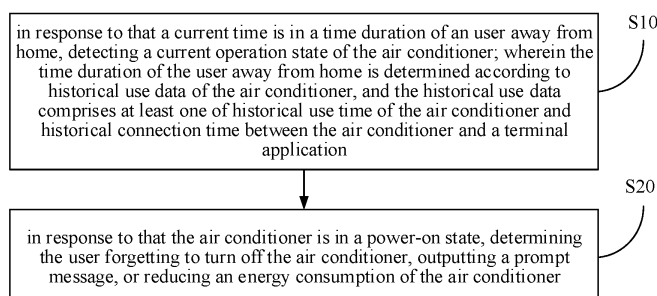 in response to that a current time is in a time duration of an user away from
home, detecting a current operation state of the air conditioner; wherein the
time duration of the user away from home is determined according to
historical use data of the air conditioner, and the historical use data
comprises at least one of historical use time of the air conditioner and
historical connection time between the air conditioner and a terminal
application
S10
in response to that the air conditioner is in a power-on state, determining
the user forgetting to turn off the air conditioner, outputting a prompt
message, or reducing an energy consumption of the air conditioner
S20